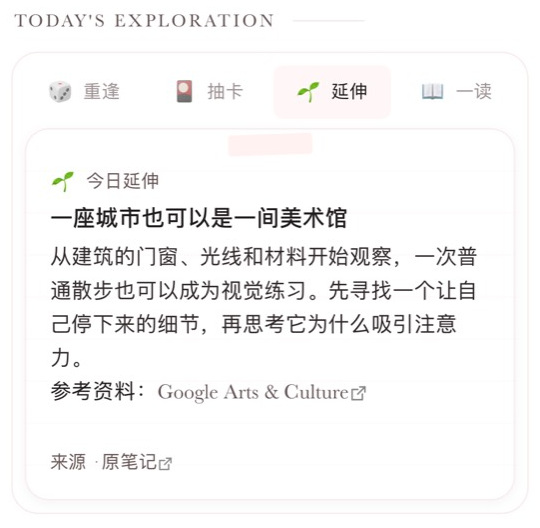 TODAY'S EXPLORATION
重逢 抽卡 延伸 一读
今日延伸
一座城市也可以是一间美术馆
从建筑的门窗、光线和材料开始观察，一次普
通散步也可以成为视觉练习。先寻找一个让自
己停下来的细节，再思考它为什么吸引注意
力。
参考资料：Google Arts & Culture
来源 · 原笔记